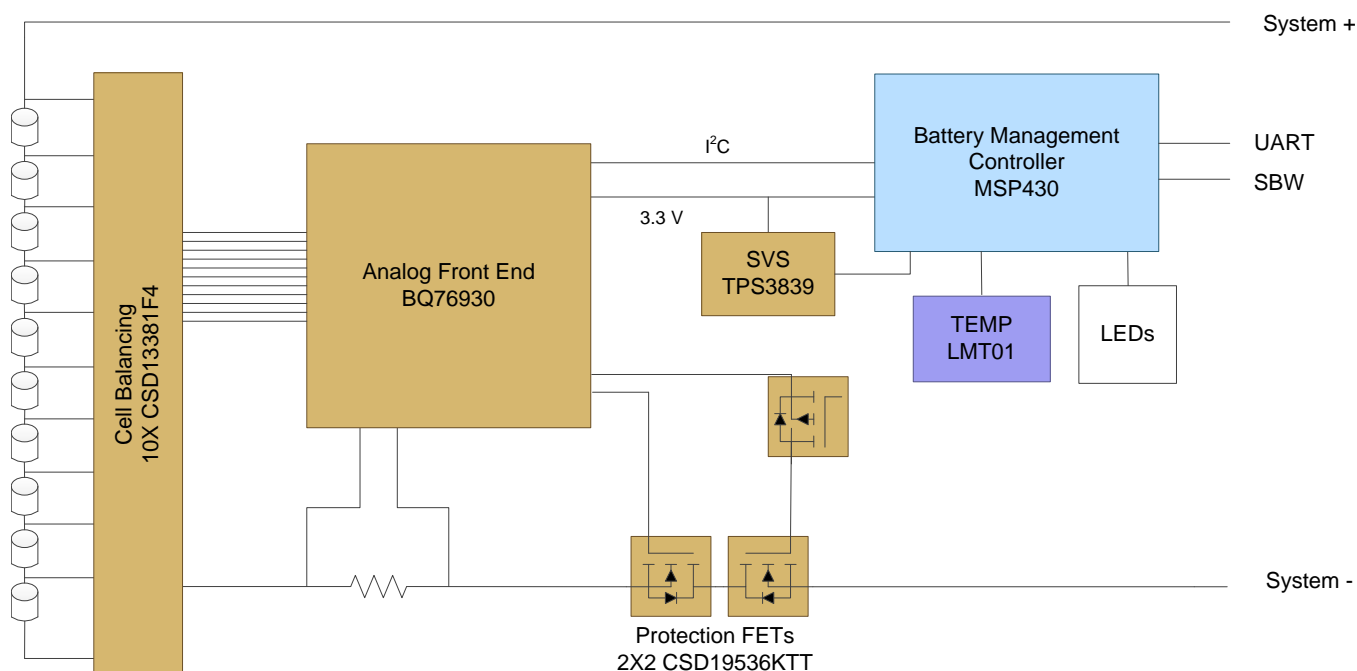 System +
Battery Management
Controller
MSP430
UART
SBW
I²C
3.3 V
Analog Front End
BQ76930
SVS
TPS3839
TEMP
LMT01
LEDs
Cell Balancing
10X CSD13381F4
System -
Protection FETs
2X2 CSD19536KTT